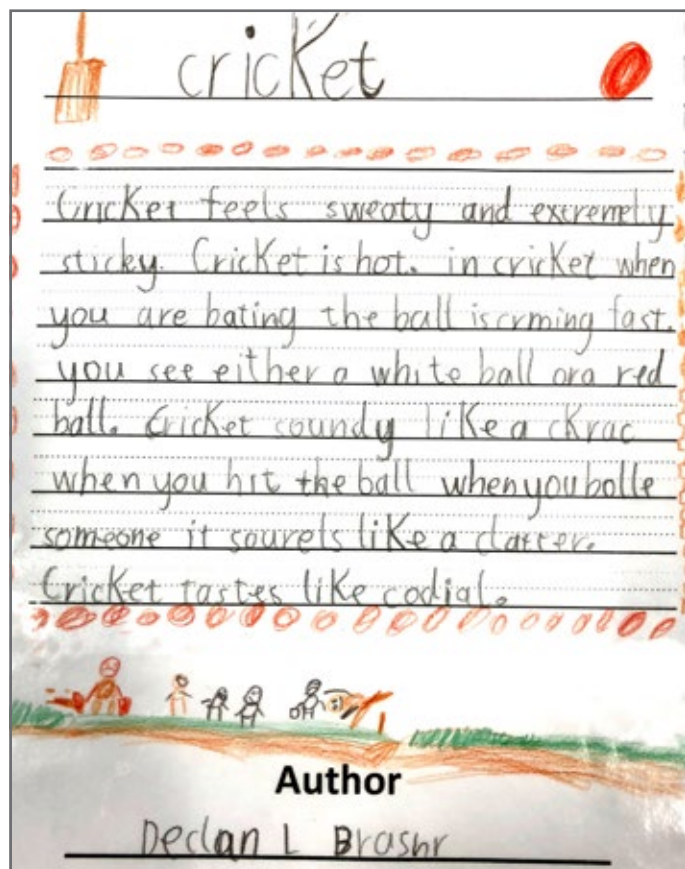 cricket
Cricket feels sweaty and extremely
sticky. Cricket is hot. in cricket when
you are bating the ball is crming fast.
you see either a white ball or a red
ball. Cricket soundy like a ckrac
when you hit the ball when you bolle
someone it sourels like a clatter.
Cricket tastes like codial.
Author
Declan L Brashr